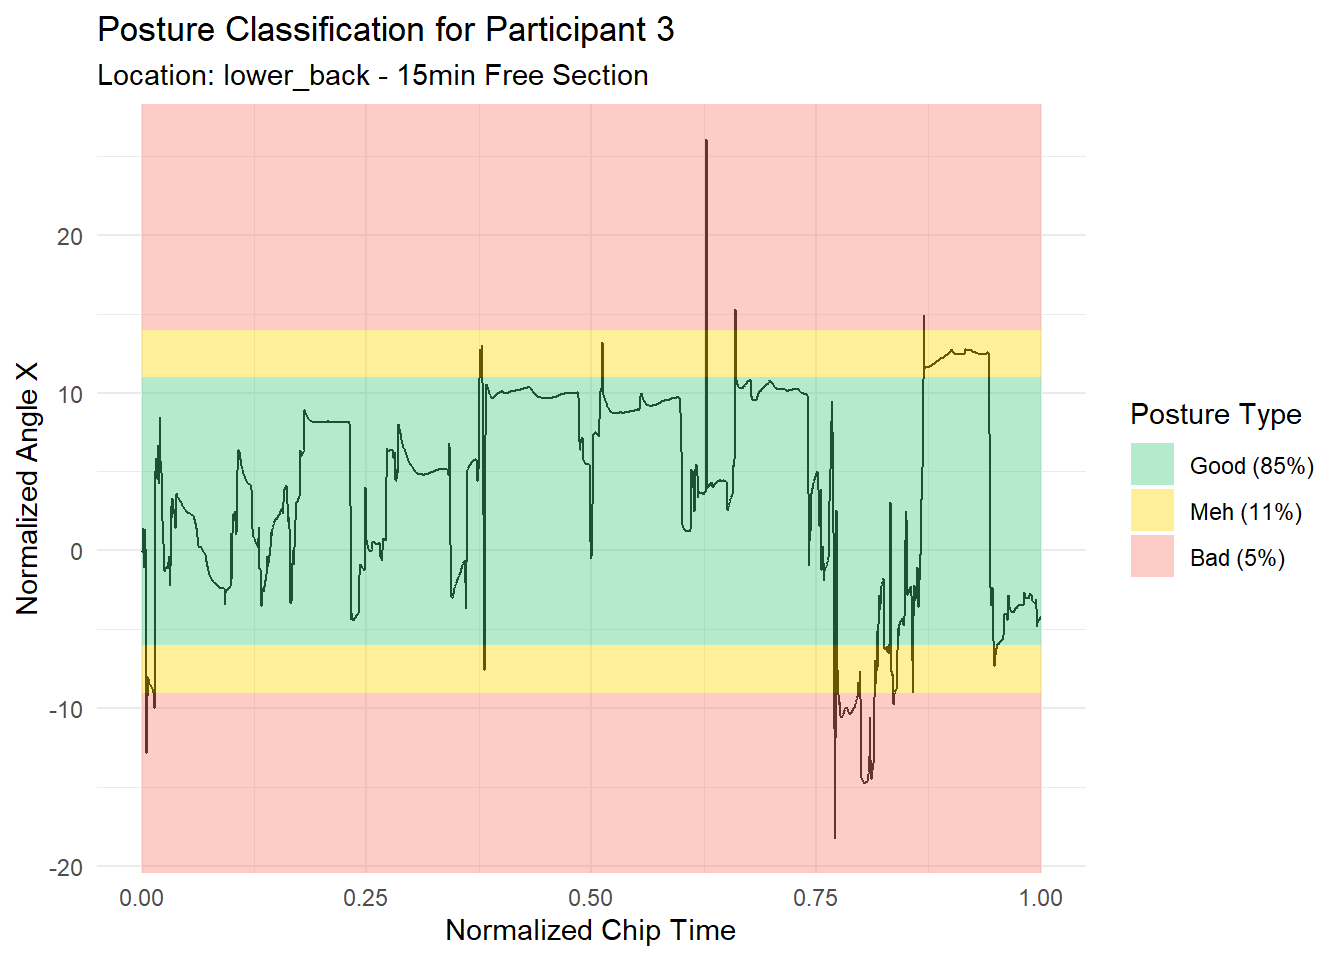 Posture Classification for Participant 3
Location: lower_back - 15min Free Section
Normalized Angle X
20
10
0
-10
-20
0.00
0.25
0.50
0.75
1.00
Normalized Chip Time
Posture Type
Good (85%)
Meh (11%)
Bad (5%)